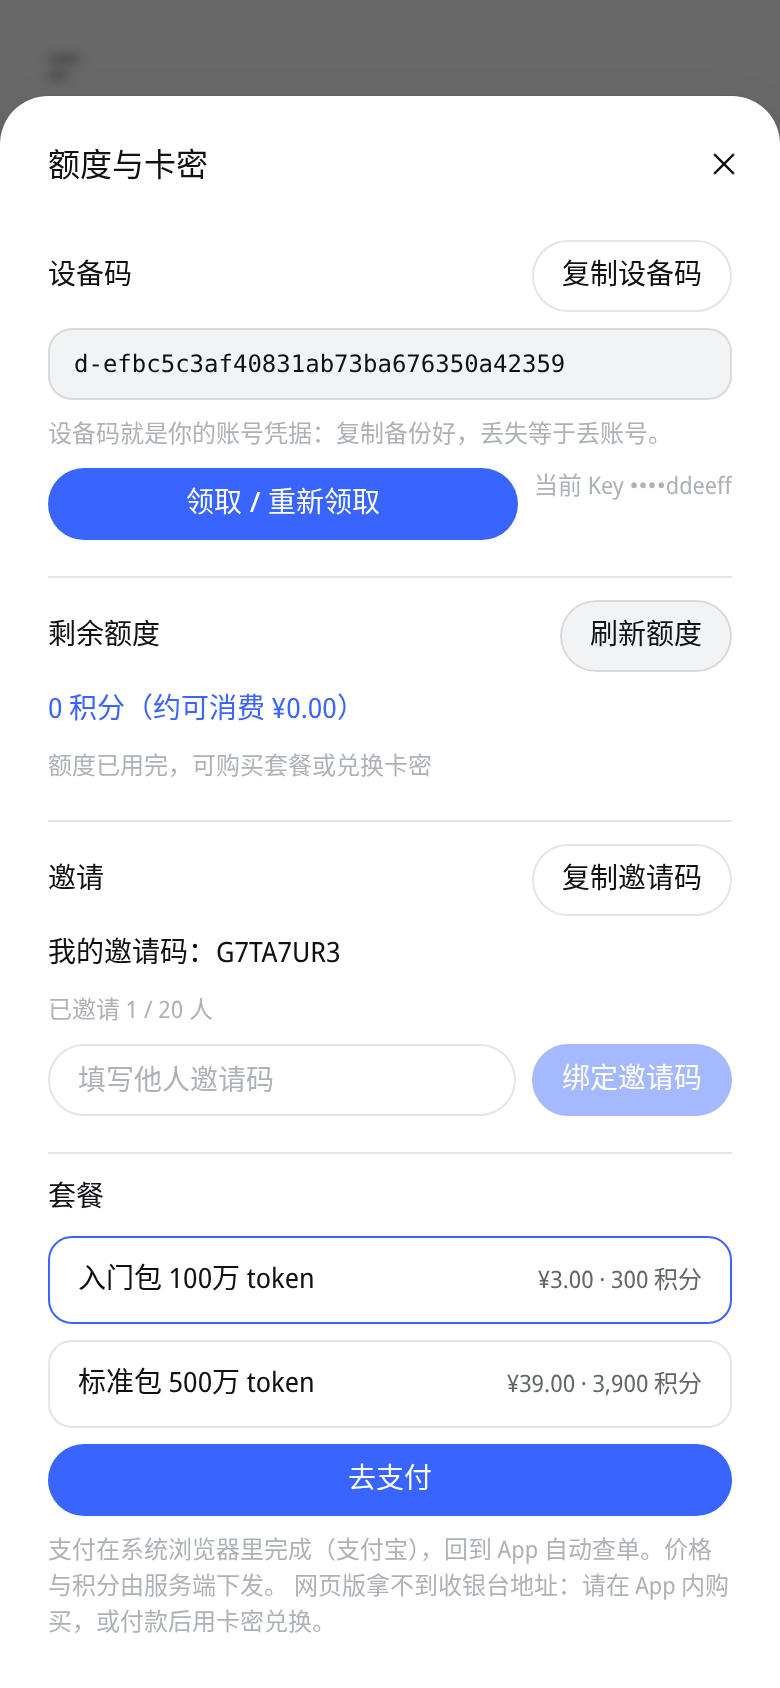 额度与卡密
设备码
复制设备码
d-efbc5c3af40831ab73ba676350a42359
设备码就是你的账号凭据：复制备份好，丢失等于丢账号。
领取 / 重新领取
当前 Key ••••ddeeff
剩余额度
刷新额度
0 积分（约可消费 ¥0.00）
额度已用完，可购买套餐或兑换卡密
邀请
复制邀请码
我的邀请码：G7TA7UR3
已邀请 1 / 20 人
填写他人邀请码
绑定邀请码
套餐
入门包 100万 token
¥3.00 · 300 积分
标准包 500万 token
¥39.00 · 3,900 积分
去支付
支付在系统浏览器里完成（支付宝），回到 App 自动查单。价格
与积分由服务端下发。 网页版拿不到收银台地址：请在 App 内购
买，或付款后用卡密兑换。